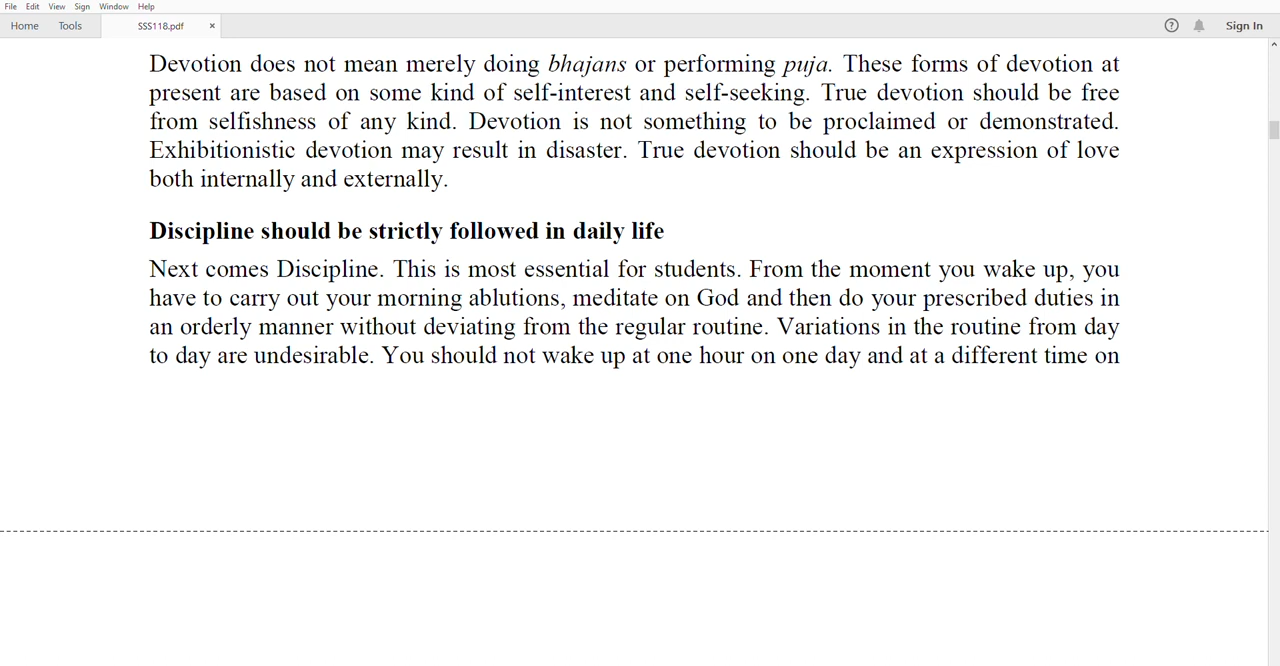 File Edit View Sign Window Help
Home Tools SSS118.pdf × ? Sign In
Devotion does not mean merely doing bhajans or performing puja. These forms of devotion at
present are based on some kind of self-interest and self-seeking. True devotion should be free
from selfishness of any kind. Devotion is not something to be proclaimed or demonstrated.
Exhibitionistic devotion may result in disaster. True devotion should be an expression of love
both internally and externally.
Discipline should be strictly followed in daily life
Next comes Discipline. This is most essential for students. From the moment you wake up, you
have to carry out your morning ablutions, meditate on God and then do your prescribed duties in
an orderly manner without deviating from the regular routine. Variations in the routine from day
to day are undesirable. You should not wake up at one hour on one day and at a different time on